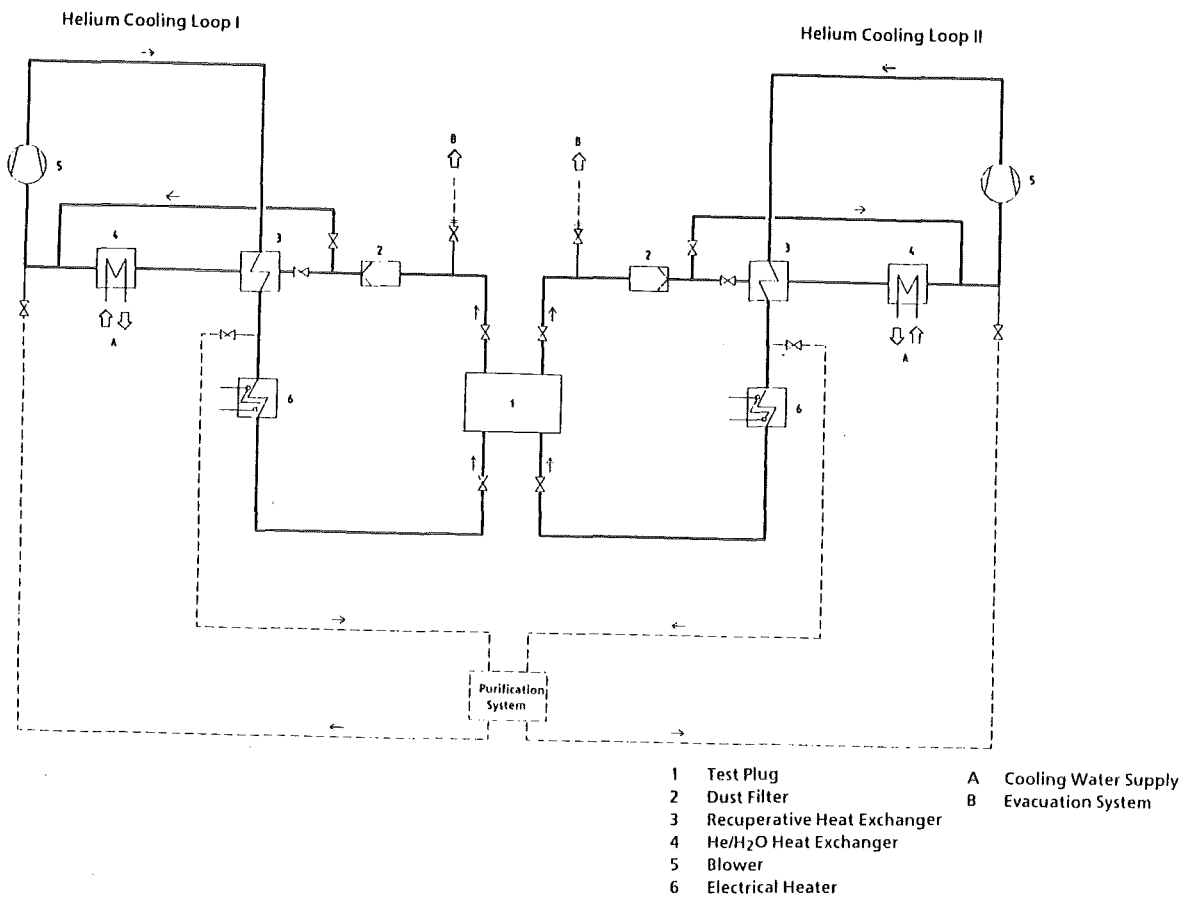 Helium Cooling Loop I
Helium Cooling Loop II
B
B
5
5
4
3
2
2
3
4
A
A
6
1
6
Purification
System
1 Test Plug
2 Dust Filter
3 Recuperative Heat Exchanger
4 He/H2O Heat Exchanger
5 Blower
6 Electrical Heater
A Cooling Water Supply
B Evacuation System